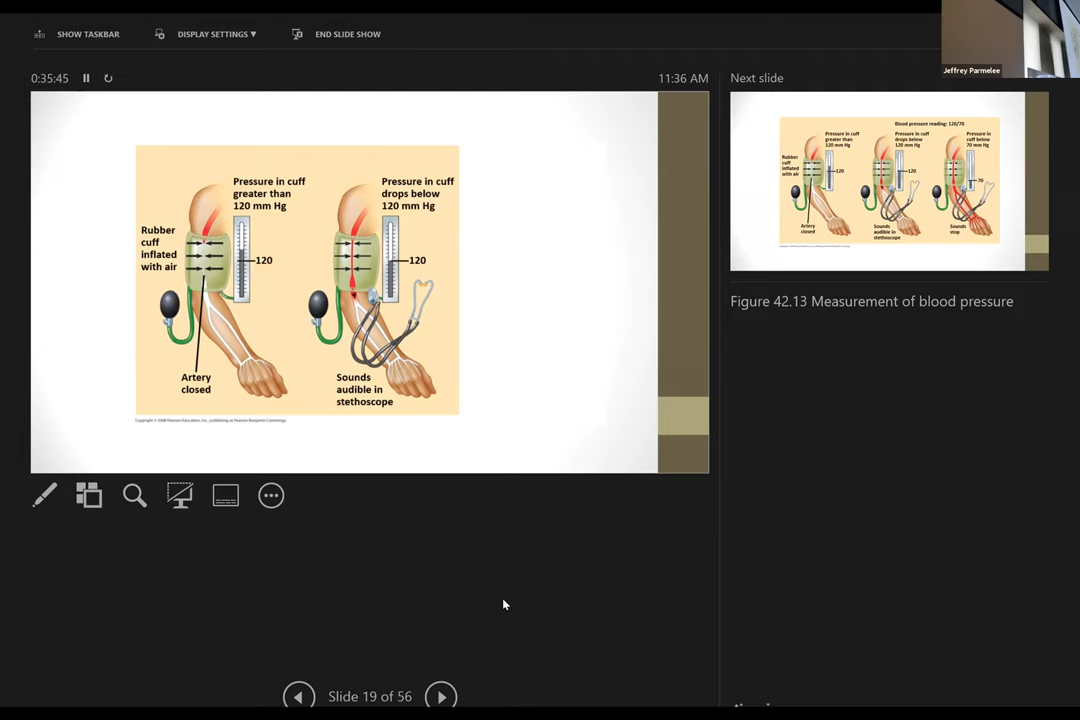 SHOW TASKBAR
DISPLAY SETTINGS ▼
END SLIDE SHOW
Jeffrey Parmelee
0:35:45
11:36 AM
Next slide
Pressure in cuff
greater than
120 mm Hg
Pressure in cuff
drops below
120 mm Hg
Rubber
cuff
inflated
with air
120
120
Artery
closed
Sounds
audible in
stethoscope
Copyright © 2008 Pearson Education, Inc., publishing as Pearson Benjamin Cummings.
Blood pressure reading: 120/70
Pressure in cuff
greater than
120 mm Hg
Pressure in cuff
drops below
120 mm Hg
Pressure in
cuff below
70 mm Hg
Rubber
cuff
inflated
with air
120
120
70
Artery
closed
Sounds
audible in
stethoscope
Sounds
stop
Figure 42.13 Measurement of blood pressure
Slide 19 of 56